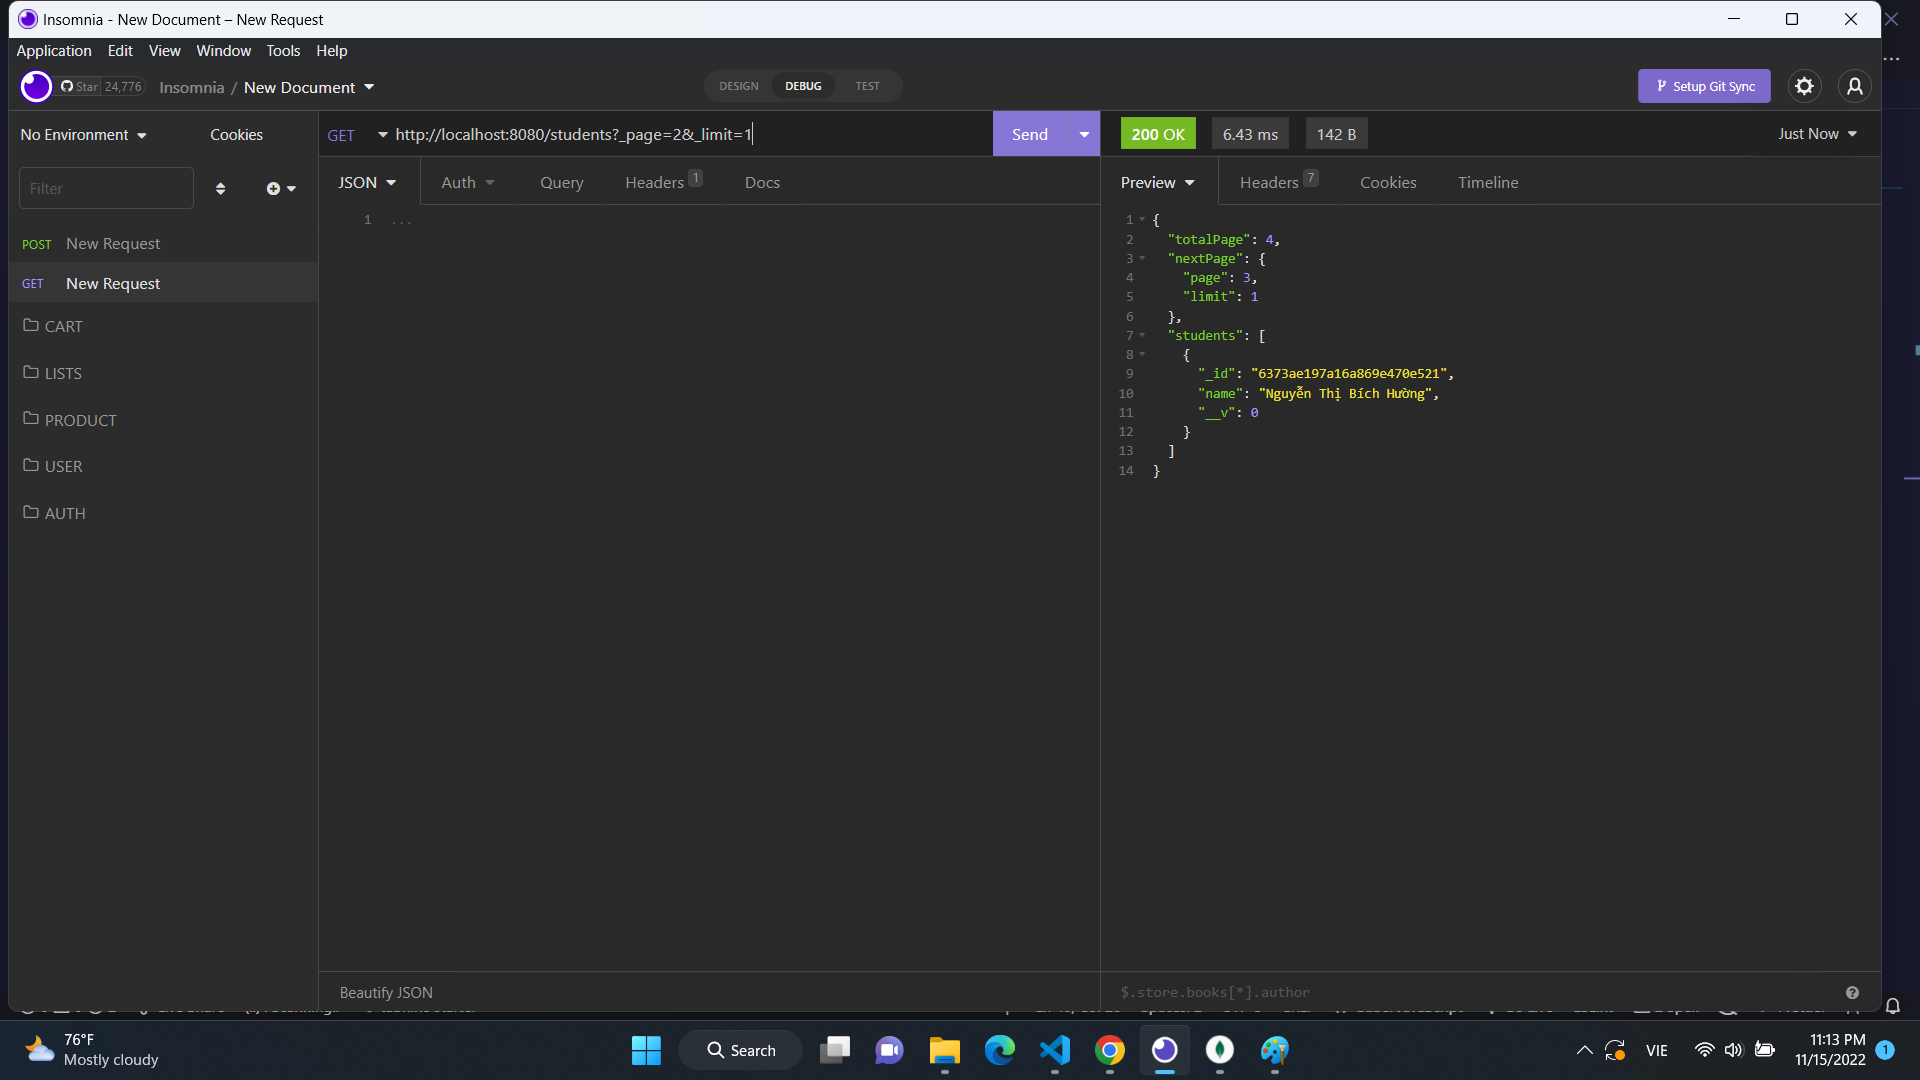 Insomnia - New Document – New Request
Application Edit View Window Tools Help
Star 24,776 Insomnia / New Document DESIGN DEBUG TEST Setup Git Sync
No Environment Cookies GET http://localhost:8080/students?_page=2&_limit=1 Send 200 OK 6.43 ms 142 B Just Now
Filter JSON Auth Query Headers 1 Docs Preview Headers 7 Cookies Timeline
POST New Request
GET New Request
CART
LISTS
PRODUCT
USER
AUTH
1 ...
1 {
2 "totalPage": 4,
3 "nextPage": {
4 "page": 3,
5 "limit": 1
6 },
7 "students": [
8 {
9 "_id": "6373ae197a16a869e470e521",
10 "name": "Nguyễn Thị Bích Hường",
11 "__v": 0
12 }
13 ]
14 }
Beautify JSON $.store.books[*].author
76°F
Mostly cloudy
Search
VIE
11:13 PM
11/15/2022
1